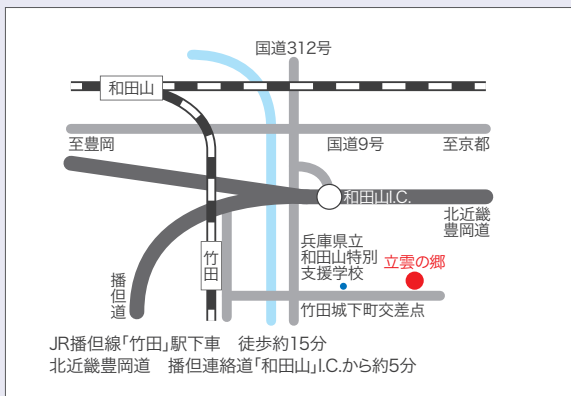 国道312号
和田山
至豊岡
国道9号
至京都
和田山I.C.
北近畿
豊岡道
兵庫県立
和田山特別
支援学校
立雲の郷
竹田
播但道
竹田城下町交差点
JR播但線「竹田」駅下車　徒歩約15分
北近畿豊岡道　播但連絡道「和田山」I.C.から約5分